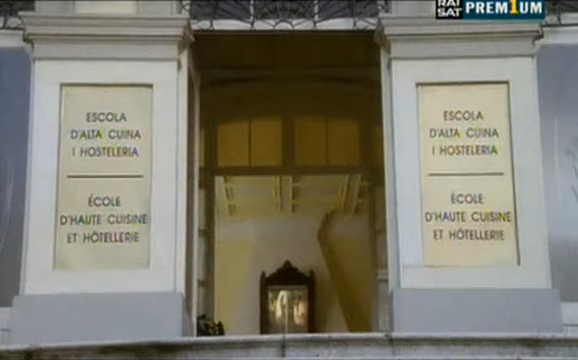 RAI
SAT PREM1UM
ESCOLA
D'ALTA CUINA
I HOSTELERIA
ÉCOLE
D'HAUTE CUISINE
ET HÔTELLERIE
ESCOLA
D'ALTA CUINA
I HOSTELERIA
ÉCOLE
D'HAUTE CUISINE
ET HÔTELLERIE